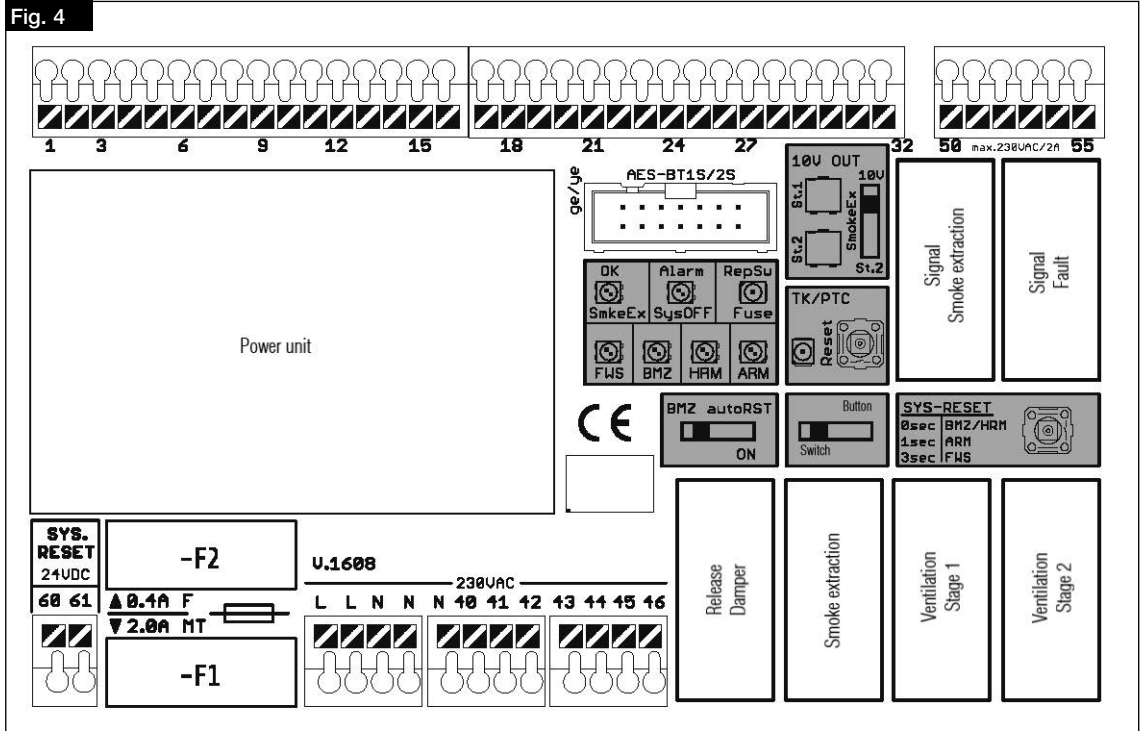 Fig. 4
1 3 6 9 12 15 18 21 24 27 32 50 max.230VAC/2A 55
ge/ye
AES-BT1S/2S
10V OUT
10V
St.1
SmokeEx
St.2
St.2
Signal
Smoke extraction
Signal
Fault
OK Alarm RepSw
SmkeEx SysOFF Fuse
FWS BMZ HRM ARM
TK/PTC
Reset
Power unit
CE
BMZ autoRST
ON
Button
Switch
SYS-RESET
0sec BMZ/HRM
1sec ARM
3sec FWS
SYS.
RESET
24VDC
60 61
-F2
▲ 0.4A F
▼ 2.0A MT
-F1
V.1608
230VAC
L L N N N 40 41 42 43 44 45 46
Release
Damper
Smoke extraction
Ventilation
Stage 1
Ventilation
Stage 2